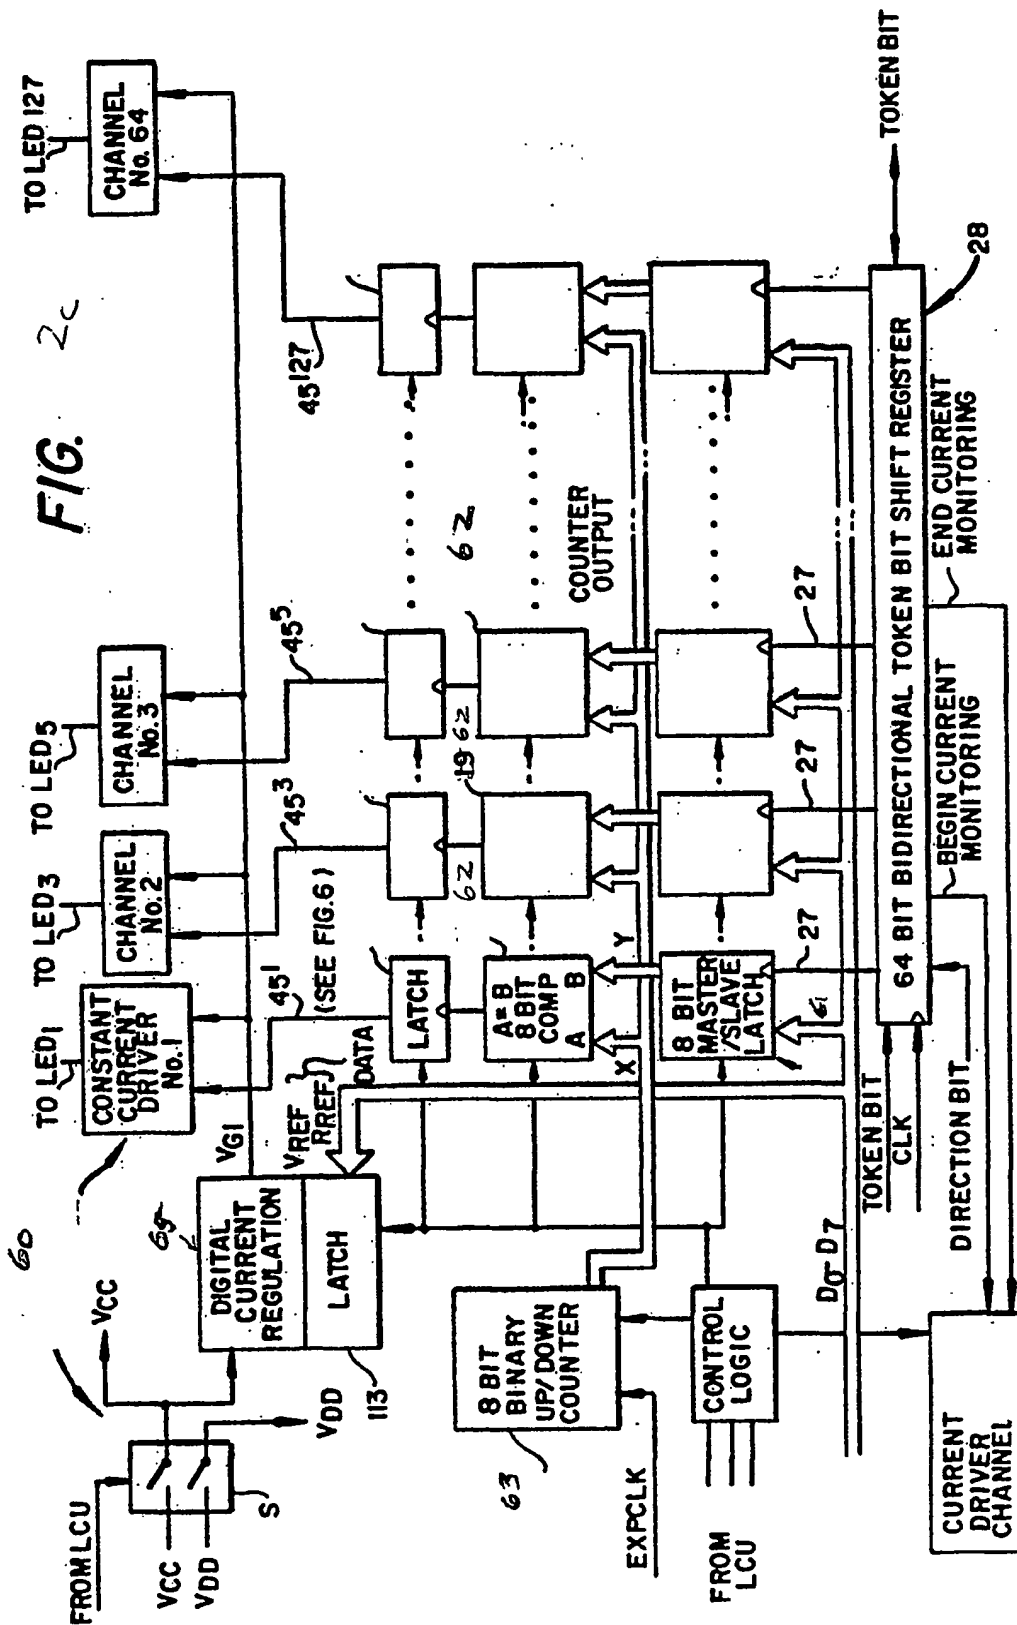 FIG. 2c
60
FROM LCU
VCC
VDD
S
VCC
VDD
TO LED1
CONSTANT
CURRENT
DRIVER
No.1
TO LED3
CHANNEL
No.2
TO LED5
CHANNEL
No.3
TO LED 127
CHANNEL
No. 64
VG1
DIGITAL
CURRENT
REGULATION
LATCH
113
VREF
RREF
DATA
(SEE FIG.6)
45¹
45³
45⁵
45¹²⁷
LATCH
62
62
62
19
A=B
8 BIT
COMP
A B
X Y
COUNTER
OUTPUT
63
8 BIT
BINARY
UP/DOWN
COUNTER
EXPCLK
CONTROL
LOGIC
FROM
LCU
8 BIT
MASTER
/SLAVE
LATCH
61
27
27
27
D0-D7
TOKEN BIT
CLK
DIRECTION BIT
64 BIT BIDIRECTIONAL TOKEN BIT SHIFT REGISTER
28
TOKEN BIT
BEGIN CURRENT
MONITORING
END CURRENT
MONITORING
CURRENT
DRIVER
CHANNEL